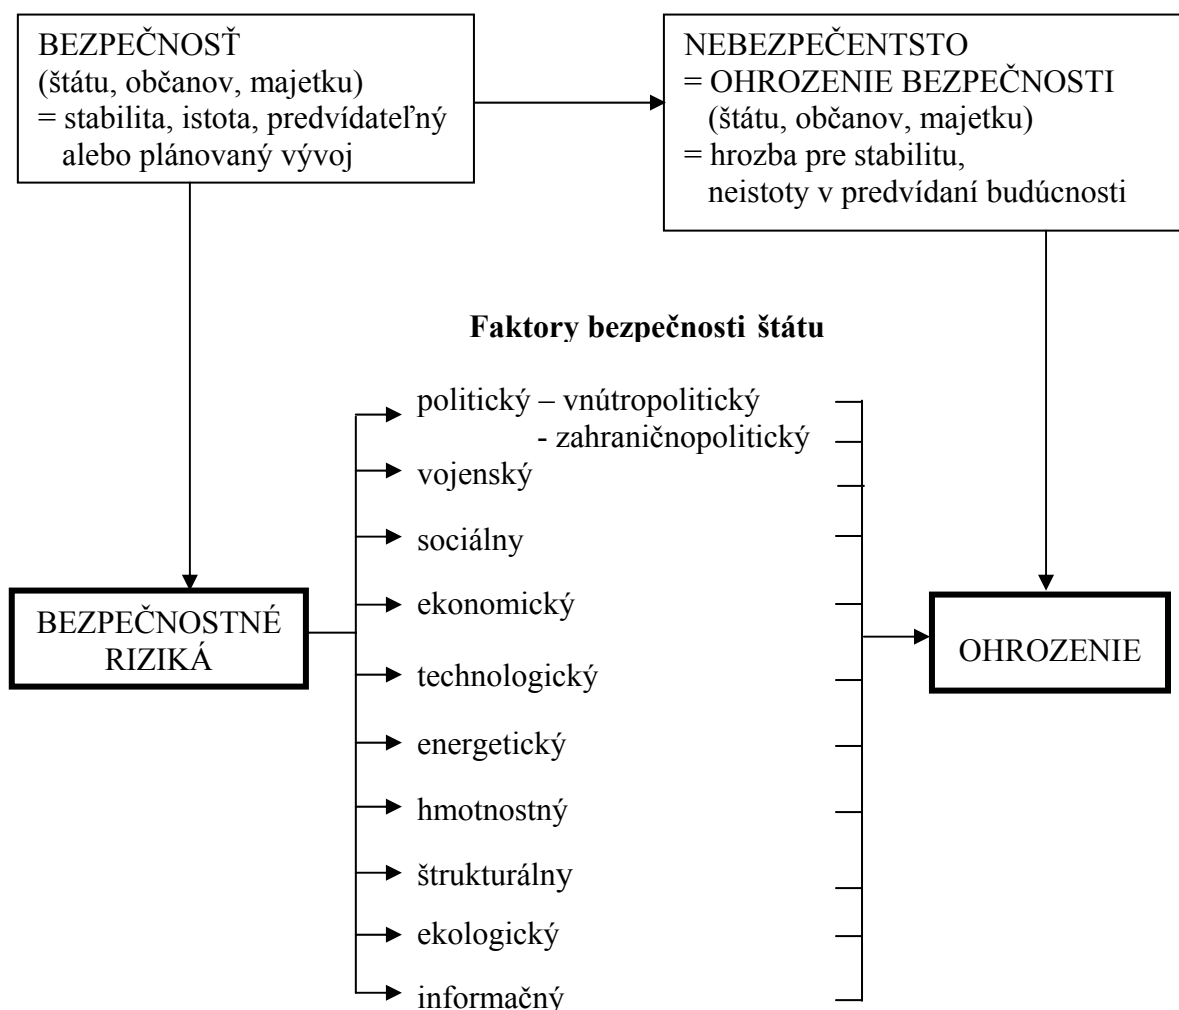 BEZPEČNOSŤ
(štátu, občanov, majetku)
= stabilita, istota, predvídateľný
alebo plánovaný vývoj
NEBEZPEČENTSTO
= OHROZENIE BEZPEČNOSTI
(štátu, občanov, majetku)
= hrozba pre stabilitu,
neistoty v predvídaní budúcnosti
Faktory bezpečnosti štátu
politický – vnútropolitický
- zahraničnopolitický
vojenský
sociálny
ekonomický
technologický
energetický
hmotnostný
štrukturálny
ekologický
informačný
BEZPEČNOSTNÉ
RIZIKÁ
OHROZENIE